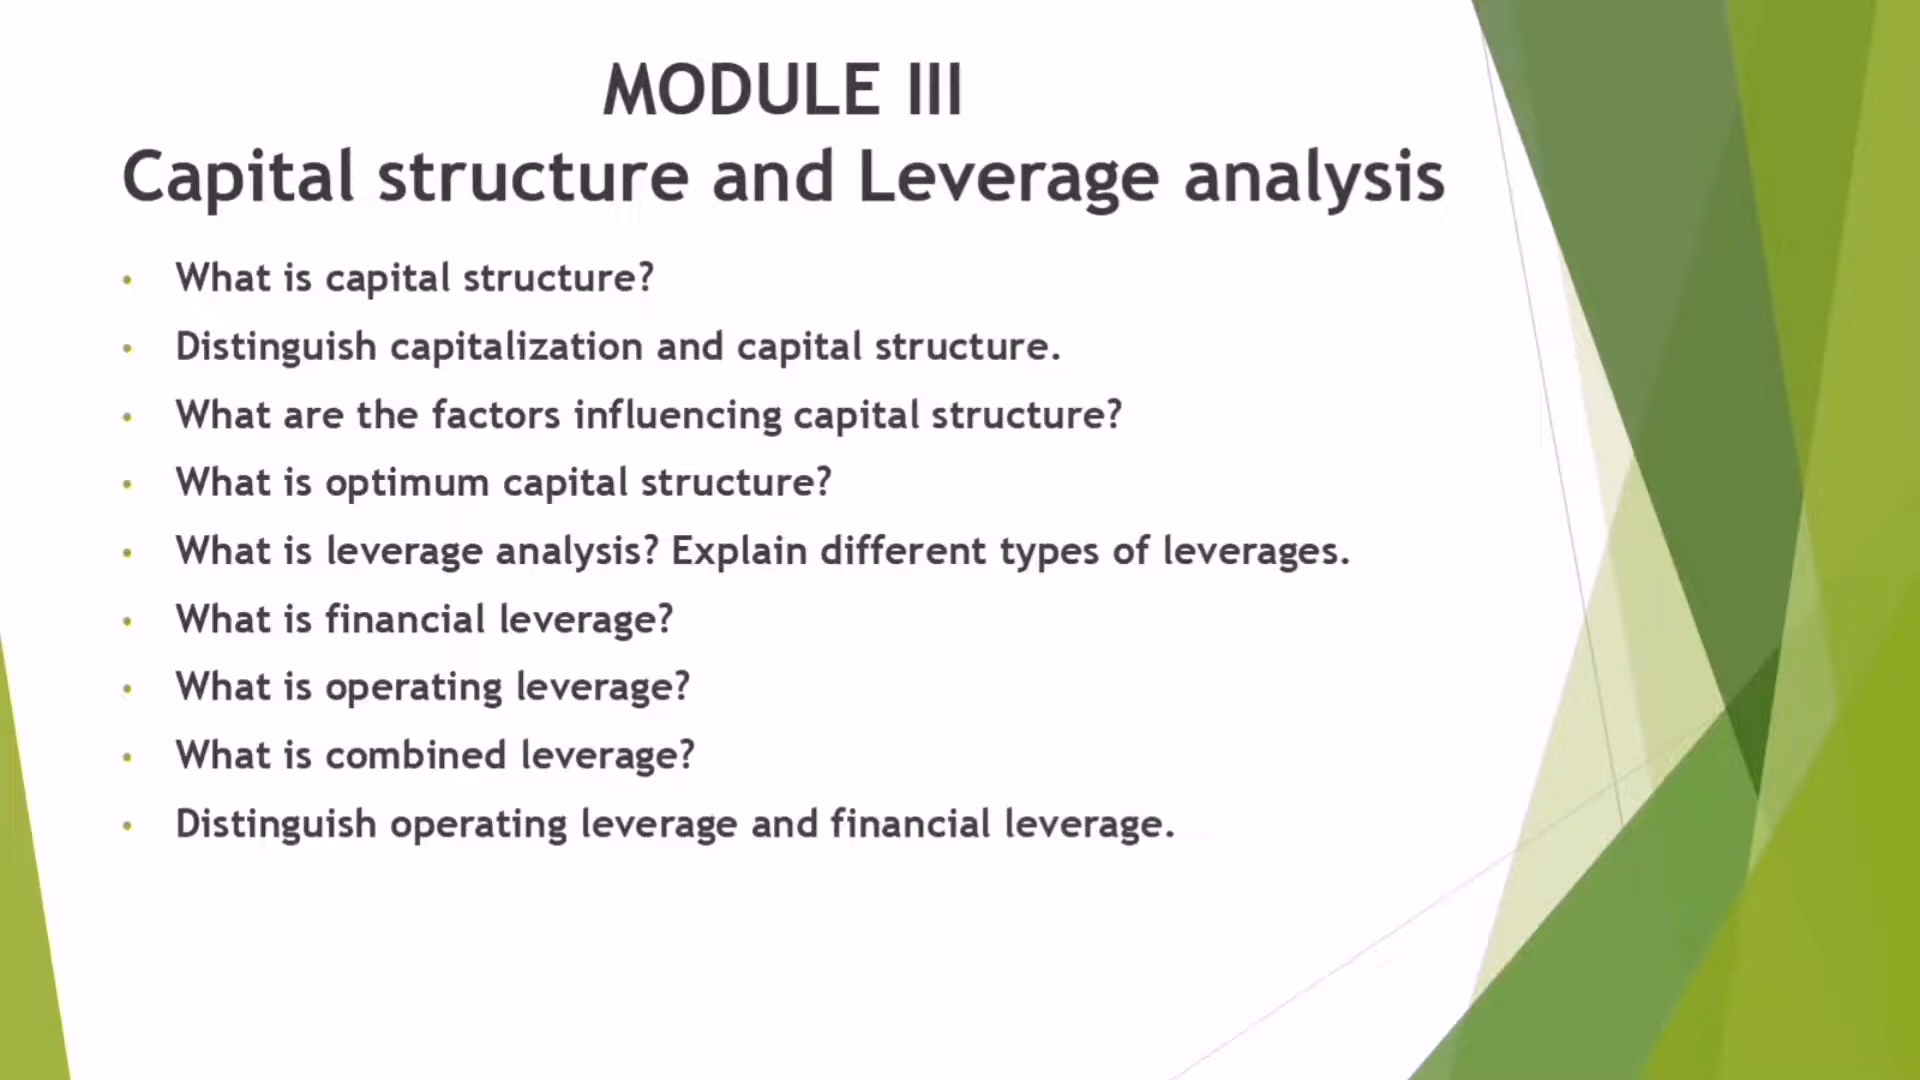 MODULE III
Capital structure and Leverage analysis
• What is capital structure?
• Distinguish capitalization and capital structure.
• What are the factors influencing capital structure?
• What is optimum capital structure?
• What is leverage analysis? Explain different types of leverages.
• What is financial leverage?
• What is operating leverage?
• What is combined leverage?
• Distinguish operating leverage and financial leverage.